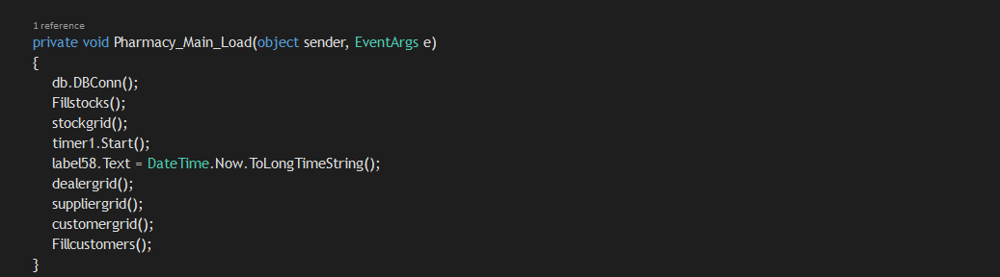 1 reference
private void Pharmacy_Main_Load(object sender, EventArgs e)
{
db.DBConn();
Fillstocks();
stockgrid();
timer1.Start();
label58.Text = DateTime.Now.ToLongTimeString();
dealergrid();
suppliergrid();
customergrid();
Fillcustomers();
}